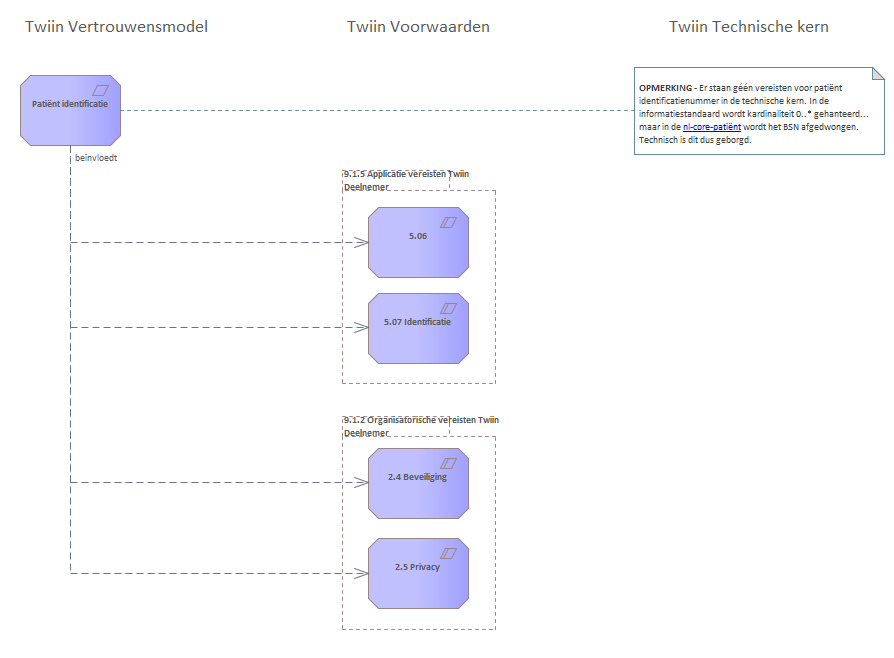 Twiin Vertrouwensmodel
Twiin Voorwaarden
Twiin Technische kern
Patiënt identificatie
OPMERKING - Er staan géén vereisten voor patiënt
identificatienummer in de technische kern. In de
informatiestandaard wordt kardinaliteit 0..* gehanteerd...
maar in de nl-core-patiënt wordt het BSN afgedwongen.
Technisch is dit dus geborgd.
beïnvloedt
9.1.5 Applicatie vereisten Twiin
Deelnemer
5.06
5.07 Identificatie
9.1.2 Organisatorische vereisten Twiin
Deelnemer
2.4 Beveiliging
2.5 Privacy